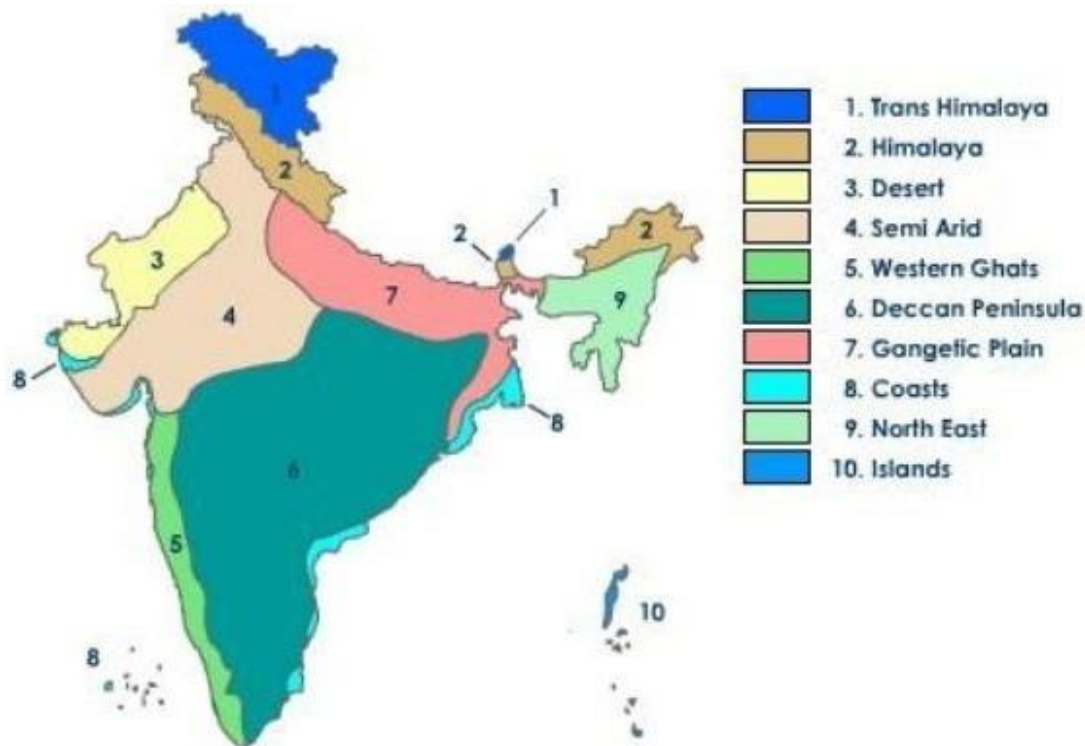 1
2
3
4
5
6
7
8
8
8
9
10
1
2
2
1. Trans Himalaya
2. Himalaya
3. Desert
4. Semi Arid
5. Western Ghats
6. Deccan Peninsula
7. Gangetic Plain
8. Coasts
9. North East
10. Islands